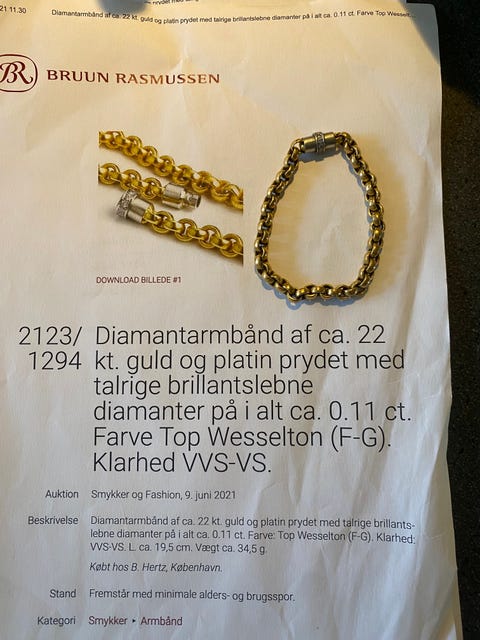 21.11.30
Diamantarmbånd af ca. 22 kt. guld og platin prydet med talrige brillantslebne diamanter på i alt ca. 0.11 ct. Farve Top Wesselton...
BR BRUUN RASMUSSEN
DOWNLOAD BILLEDE #1
2123/
1294
Diamantarmbånd af ca. 22
kt. guld og platin prydet med
talrige brillantslebne
diamanter på i alt ca. 0.11 ct.
Farve Top Wesselton (F-G).
Klarhed VVS-VS.
Auktion Smykker og Fashion, 9. juni 2021
Beskrivelse Diamantarmbånd af ca. 22 kt. guld og platin prydet med talrige brillants-
lebne diamanter på i alt ca. 0.11 ct. Farve: Top Wesselton (F-G). Klarhed:
VVS-VS. L. ca. 19,5 cm. Vægt ca. 34,5 g.
Købt hos B. Hertz, København.
Stand Fremstår med minimale alders- og brugsspor.
Kategori Smykker ▸ Armbånd